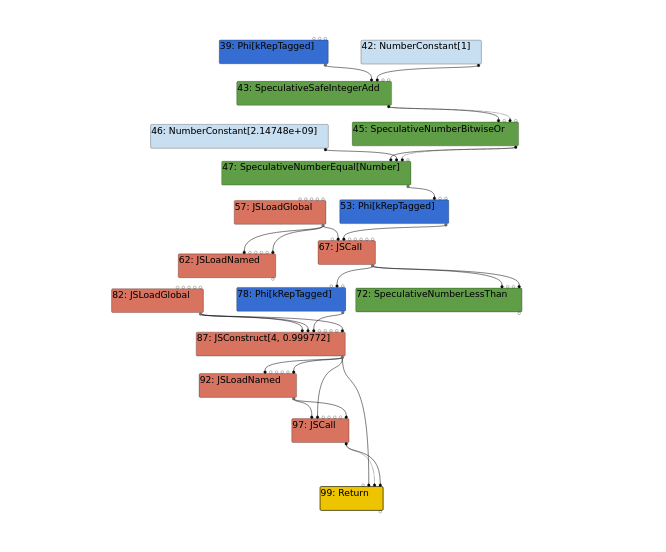 39: Phi[kRepTagged]
42: NumberConstant[1]
43: SpeculativeSafeIntegerAdd
46: NumberConstant[2.14748e+09]
45: SpeculativeNumberBitwiseOr
47: SpeculativeNumberEqual[Number]
57: JSLoadGlobal
53: Phi[kRepTagged]
67: JSCall
62: JSLoadNamed
82: JSLoadGlobal
78: Phi[kRepTagged]
72: SpeculativeNumberLessThan
87: JSConstruct[4, 0.999772]
92: JSLoadNamed
97: JSCall
99: Return